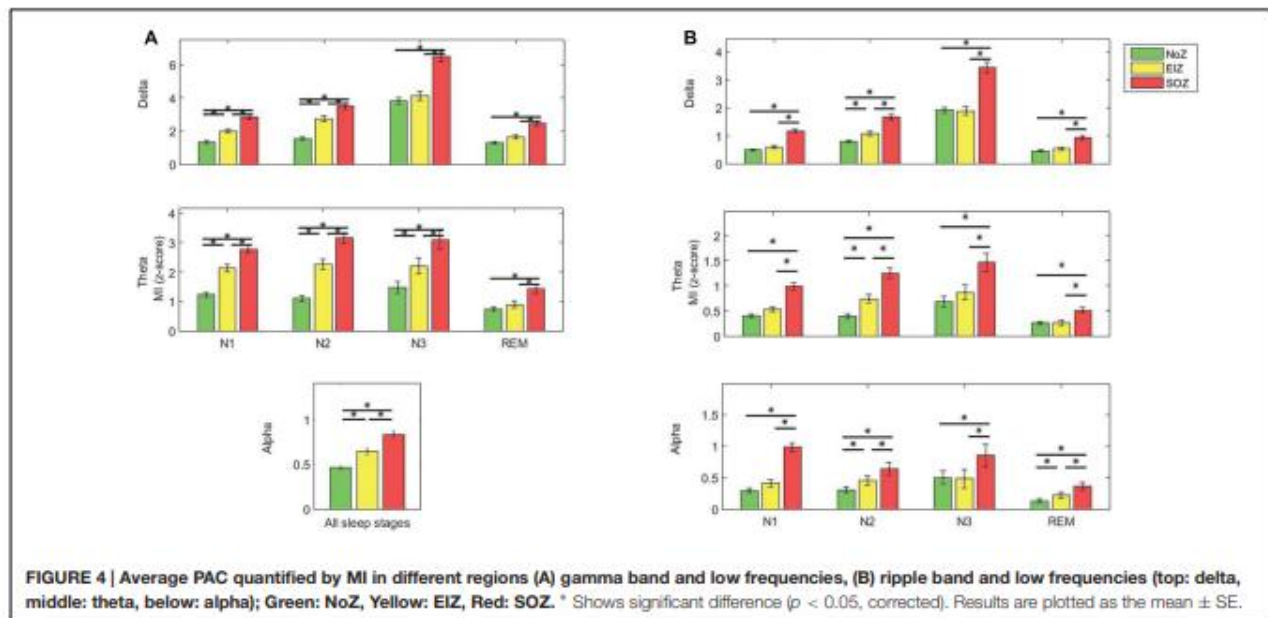 A
B
NoZ
EIZ
SOZ
Delta
6
4
2
0
Delta
4
3
2
1
0
Theta
MI (z-score)
4
3
2
1
0
N1 N2 N3 REM
Theta
MI (z-score)
2
1.5
1
0.5
0
Alpha
1
0.5
0
All sleep stages
Alpha
1.5
1
0.5
0
N1 N2 N3 REM
FIGURE 4 | Average PAC quantified by MI in different regions (A) gamma band and low frequencies, (B) ripple band and low frequencies (top: delta,
middle: theta, below: alpha); Green: NoZ, Yellow: EIZ, Red: SOZ. * Shows significant difference (p < 0.05, corrected). Results are plotted as the mean ± SE.